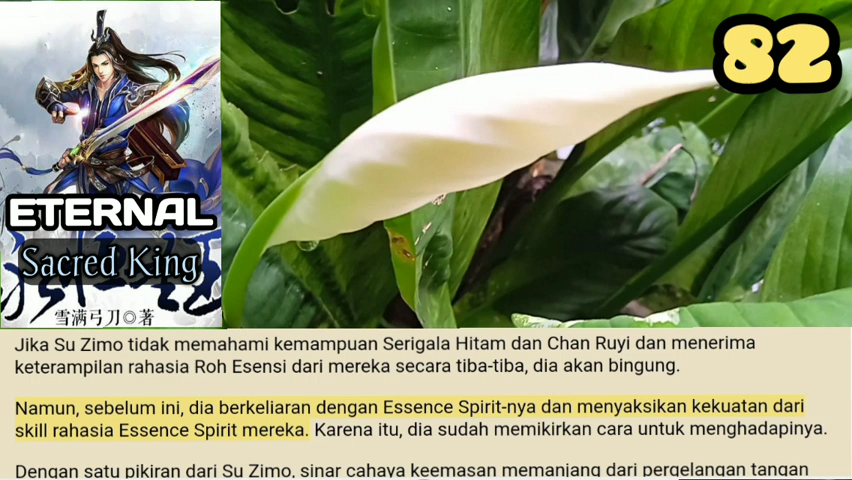 82
ETERNAL
Sacred King
雪满弓刀◎著
Jika Su Zimo tidak memahami kemampuan Serigala Hitam dan Chan Ruyi dan menerima
keterampilan rahasia Roh Esensi dari mereka secara tiba-tiba, dia akan bingung.
Namun, sebelum ini, dia berkeliaran dengan Essence Spirit-nya dan menyaksikan kekuatan dari
skill rahasia Essence Spirit mereka. Karena itu, dia sudah memikirkan cara untuk menghadapinya.
Dengan satu pikiran dari Su Zimo, sinar cahaya keemasan memanjang dari pergelangan tangan